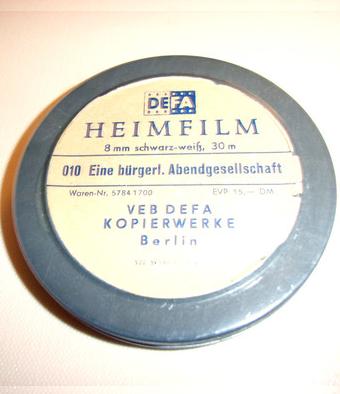 DEFA
HEIMFILM
8 mm schwarz-weiß, 30 m
010 Eine bürgerl. Abendgesellschaft
Waren-Nr. 5784 1700 EVP 15,— DM
VEB DEFA
KOPIERWERKE
Berlin